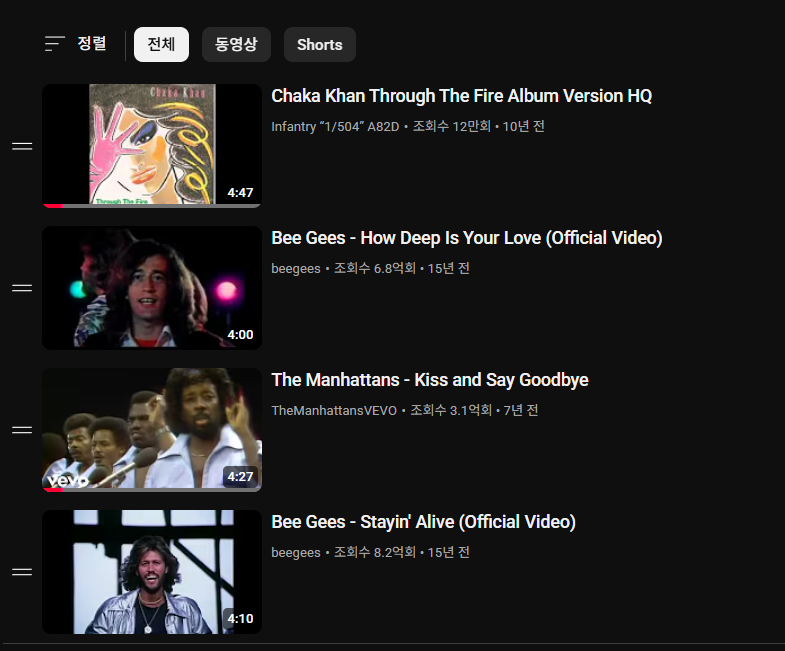 정렬
전체
동영상
Shorts
Chaka Khan
Through The Fire
4:47
Chaka Khan Through The Fire Album Version HQ
Infantry “1/504” A82D • 조회수 12만회 • 10년 전
4:00
Bee Gees - How Deep Is Your Love (Official Video)
beegees • 조회수 6.8억회 • 15년 전
vevo
4:27
The Manhattans - Kiss and Say Goodbye
TheManhattansVEVO • 조회수 3.1억회 • 7년 전
4:10
Bee Gees - Stayin' Alive (Official Video)
beegees • 조회수 8.2억회 • 15년 전